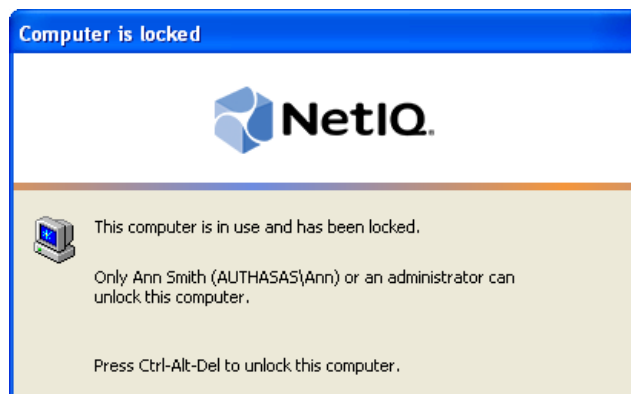 Computer is locked
NetIQ.
This computer is in use and has been locked.
Only Ann Smith (AUTHASAS\Ann) or an administrator can
unlock this computer.
Press Ctrl-Alt-Del to unlock this computer.